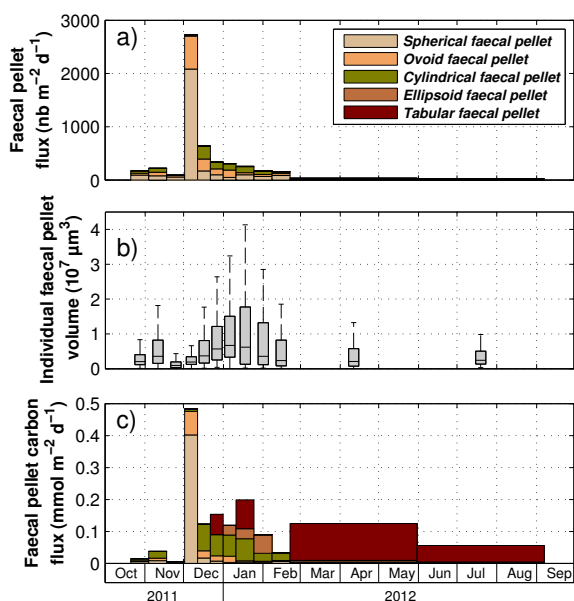 a)
Faecal pellet
flux (nb m⁻² d⁻¹)
3000
2000
1000
0
Spherical faecal pellet
Ovoid faecal pellet
Cylindrical faecal pellet
Ellipsoid faecal pellet
Tabular faecal pellet
b)
Individual faecal pellet
volume (10⁷ µm³)
4
3
2
1
0
c)
Faecal pellet carbon
flux (mmol m⁻² d⁻¹)
0.5
0.4
0.3
0.2
0.1
0
Oct Nov Dec Jan Feb Mar Apr May Jun Jul Aug Sep
2011 2012